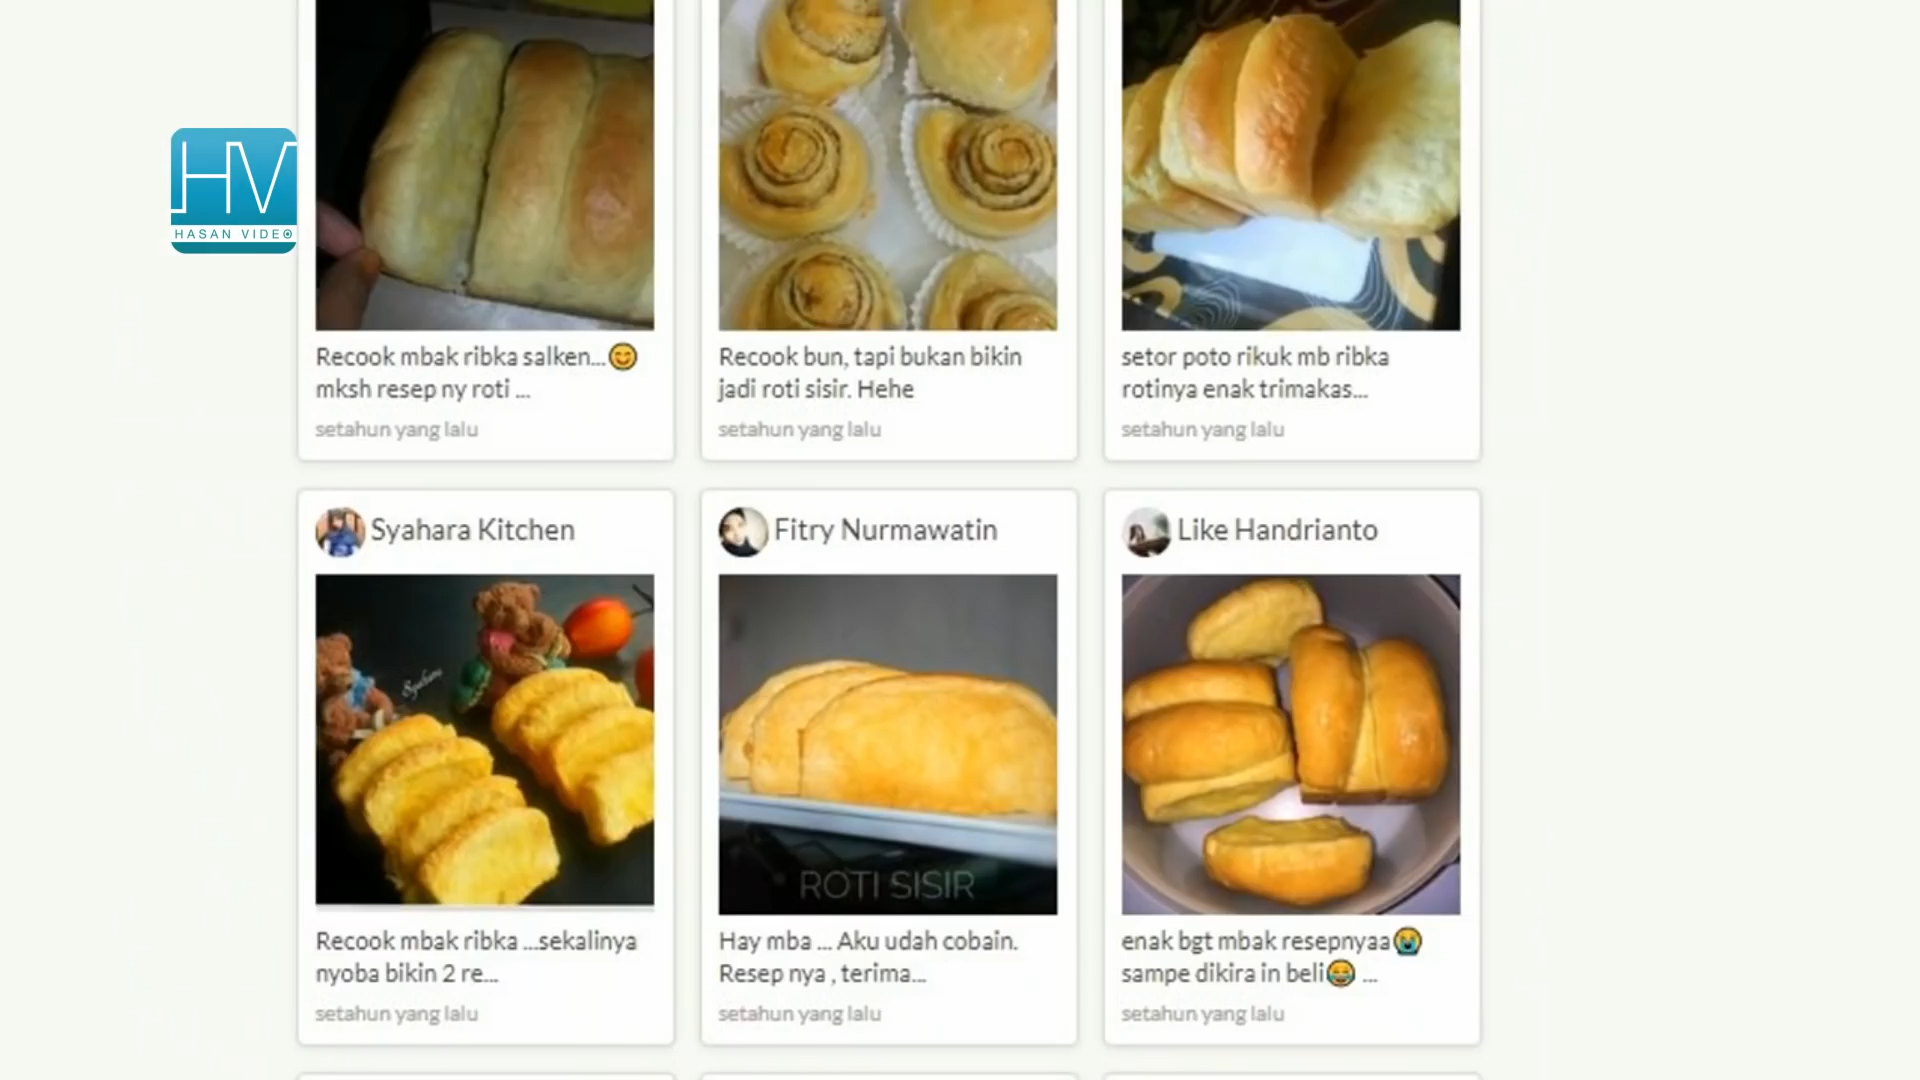 HV
HASAN VIDEO
Recook mbak ribka salken...😊
mksh resep ny roti ...
setahun yang lalu
Recook bun, tapi bukan bikin
jadi roti sisir. Hehe
setahun yang lalu
setor poto rikuk mb ribka
rotinya enak trimakas...
setahun yang lalu
Syahara Kitchen
Syahara
Recook mbak ribka ...sekalinya
nyoba bikin 2 re...
setahun yang lalu
Fitry Nurmawatin
ROTI SISIR
Hay mba ... Aku udah cobain.
Resep nya , terima...
setahun yang lalu
Like Handrianto
enak bgt mbak resepnyaa😭
sampe dikira in beli😂 ...
setahun yang lalu